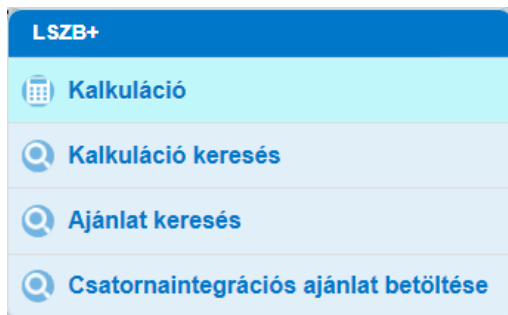 LSZB+
Kalkuláció
Kalkuláció keresés
Ajánlat keresés
Csatornaintegrációs ajánlat betöltése